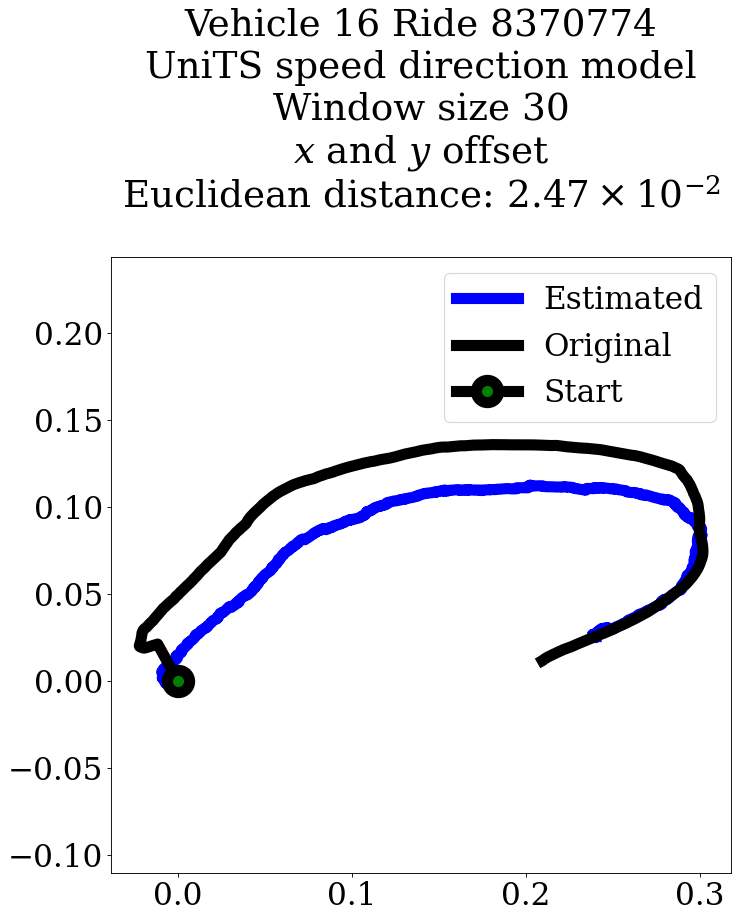 Vehicle 16 Ride 8370774
UniTS speed direction model
Window size 30
x and y offset
Euclidean distance: 2.47 × 10⁻²
Estimated
Original
Start
0.20
0.15
0.10
0.05
0.00
−0.05
−0.10
0.0 0.1 0.2 0.3